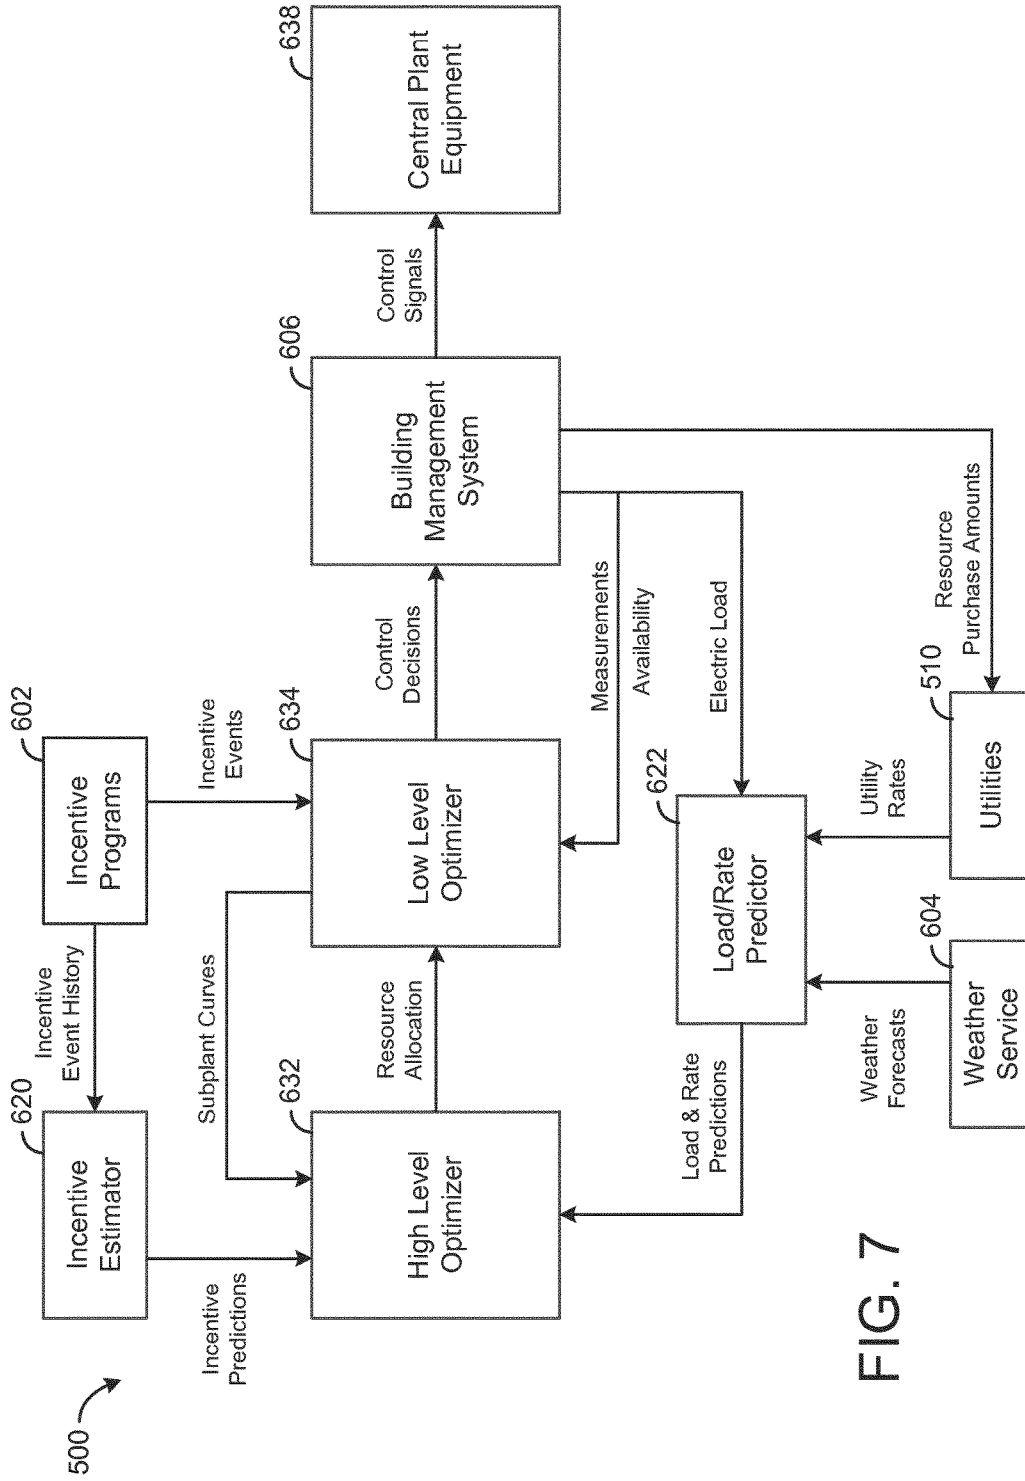 500
620
Incentive
Estimator
Incentive
Event History
602
Incentive
Programs
Incentive
Predictions
Subplant Curves
Incentive
Events
632
High Level
Optimizer
Resource
Allocation
634
Low Level
Optimizer
Control
Decisions
606
Building
Management
System
Control
Signals
638
Central Plant
Equipment
Load & Rate
Predictions
622
Load/Rate
Predictor
Measurements
Availability
Electric Load
Weather
Forecasts
Utility
Rates
Resource
Purchase Amounts
604
Weather
Service
510
Utilities
FIG. 7